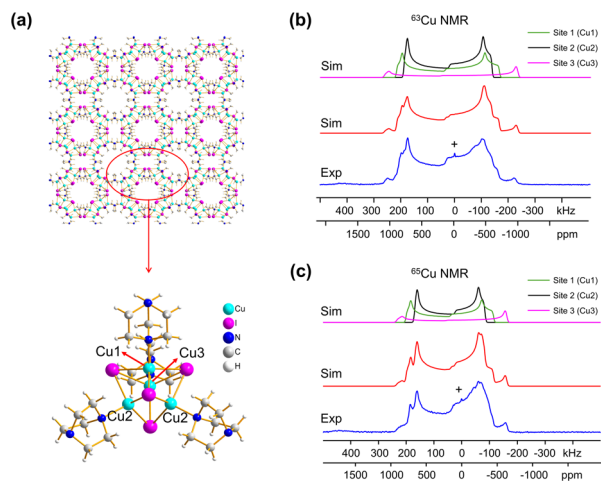 (a)
Cu
I
N
C
H
Cu1
Cu3
Cu2
Cu2
(b)
⁶³Cu NMR
Site 1 (Cu1)
Site 2 (Cu2)
Site 3 (Cu3)
Sim
Sim
+
Exp
400 300 200 100 0 -100 -200 -300 kHz
1500 1000 500 0 -500 -1000 ppm
(c)
⁶⁵Cu NMR
Site 1 (Cu1)
Site 2 (Cu2)
Site 3 (Cu3)
Sim
Sim
+
Exp
400 300 200 100 0 -100 -200 -300 kHz
1500 1000 500 0 -500 -1000 ppm